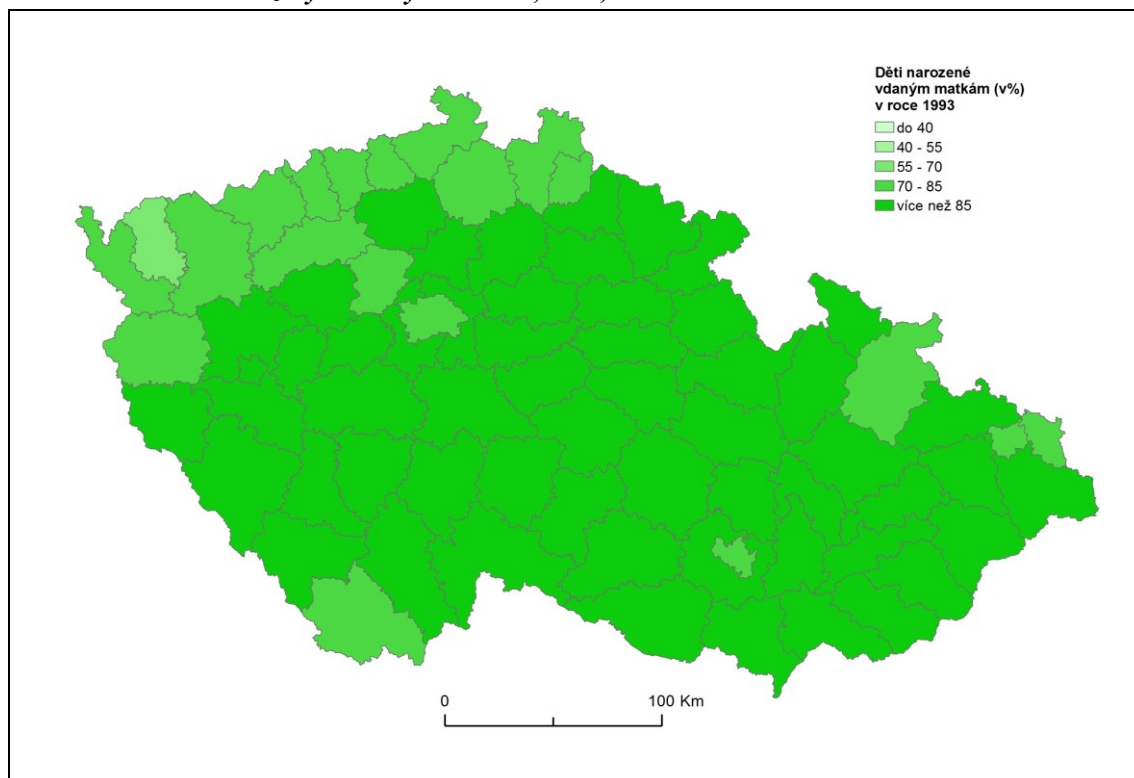 Děti narozené
vdaným matkám (v%)
v roce 1993
do 40
40 - 55
55 - 70
70 - 85
více než 85
0 100 Km